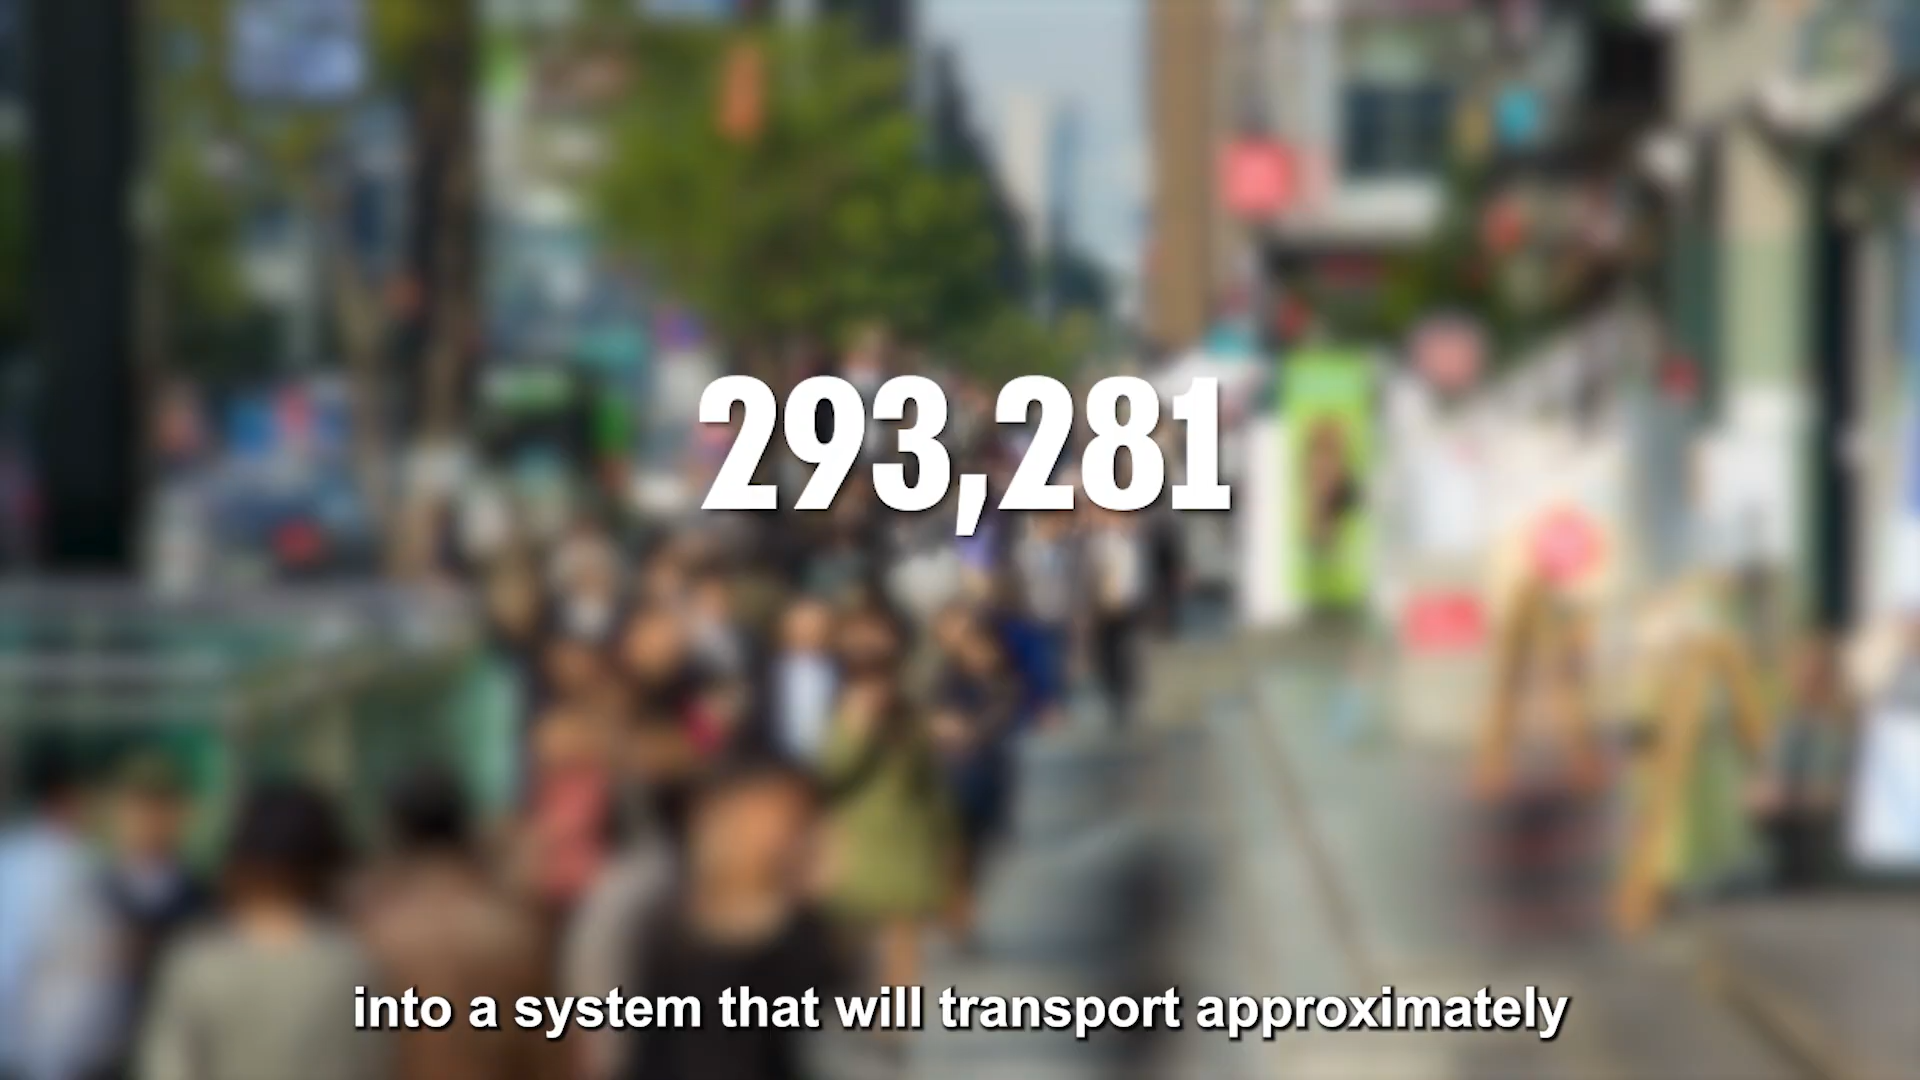 293,281
into a system that will transport approximately